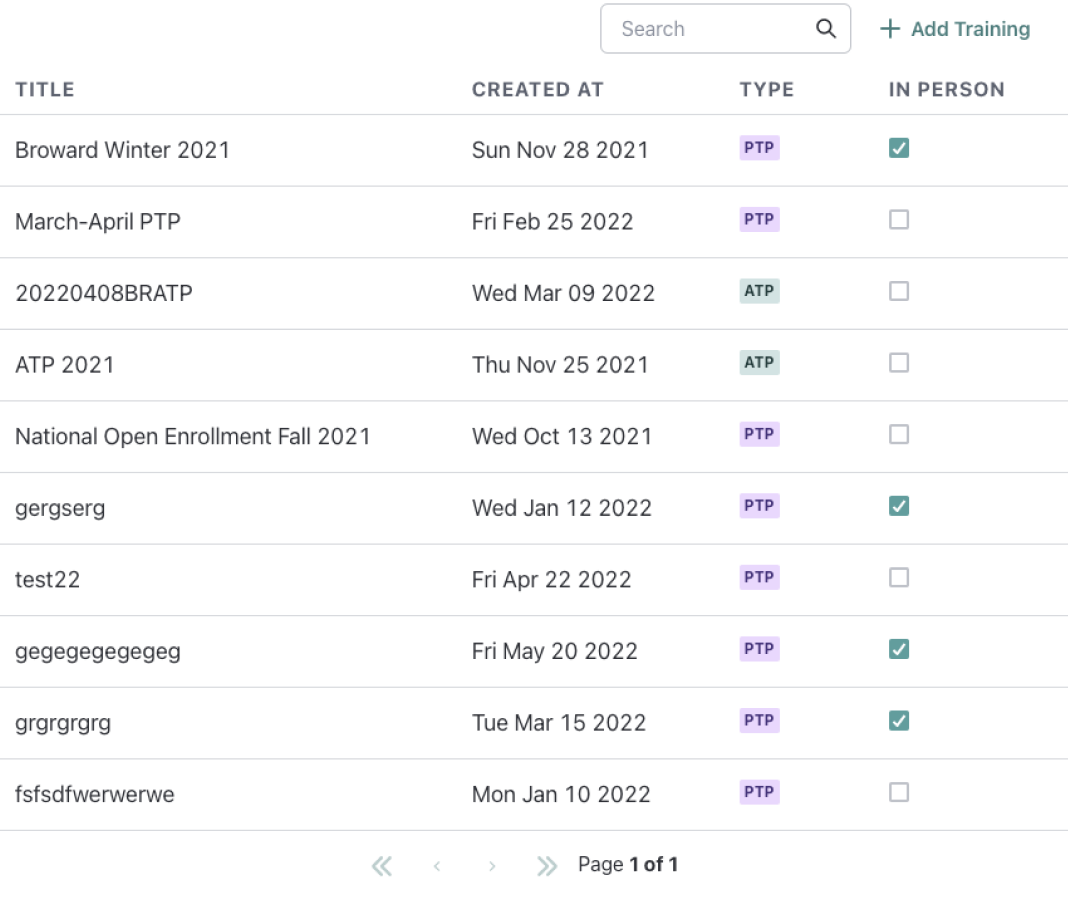 Search + Add Training
TITLE CREATED AT TYPE IN PERSON
Broward Winter 2021 Sun Nov 28 2021 PTP
March-April PTP Fri Feb 25 2022 PTP
20220408BRATP Wed Mar 09 2022 ATP
ATP 2021 Thu Nov 25 2021 ATP
National Open Enrollment Fall 2021 Wed Oct 13 2021 PTP
gergserg Wed Jan 12 2022 PTP
test22 Fri Apr 22 2022 PTP
gegegegegegeg Fri May 20 2022 PTP
grgrgrgrg Tue Mar 15 2022 PTP
fsfsdfwerwerwe Mon Jan 10 2022 PTP
Page 1 of 1